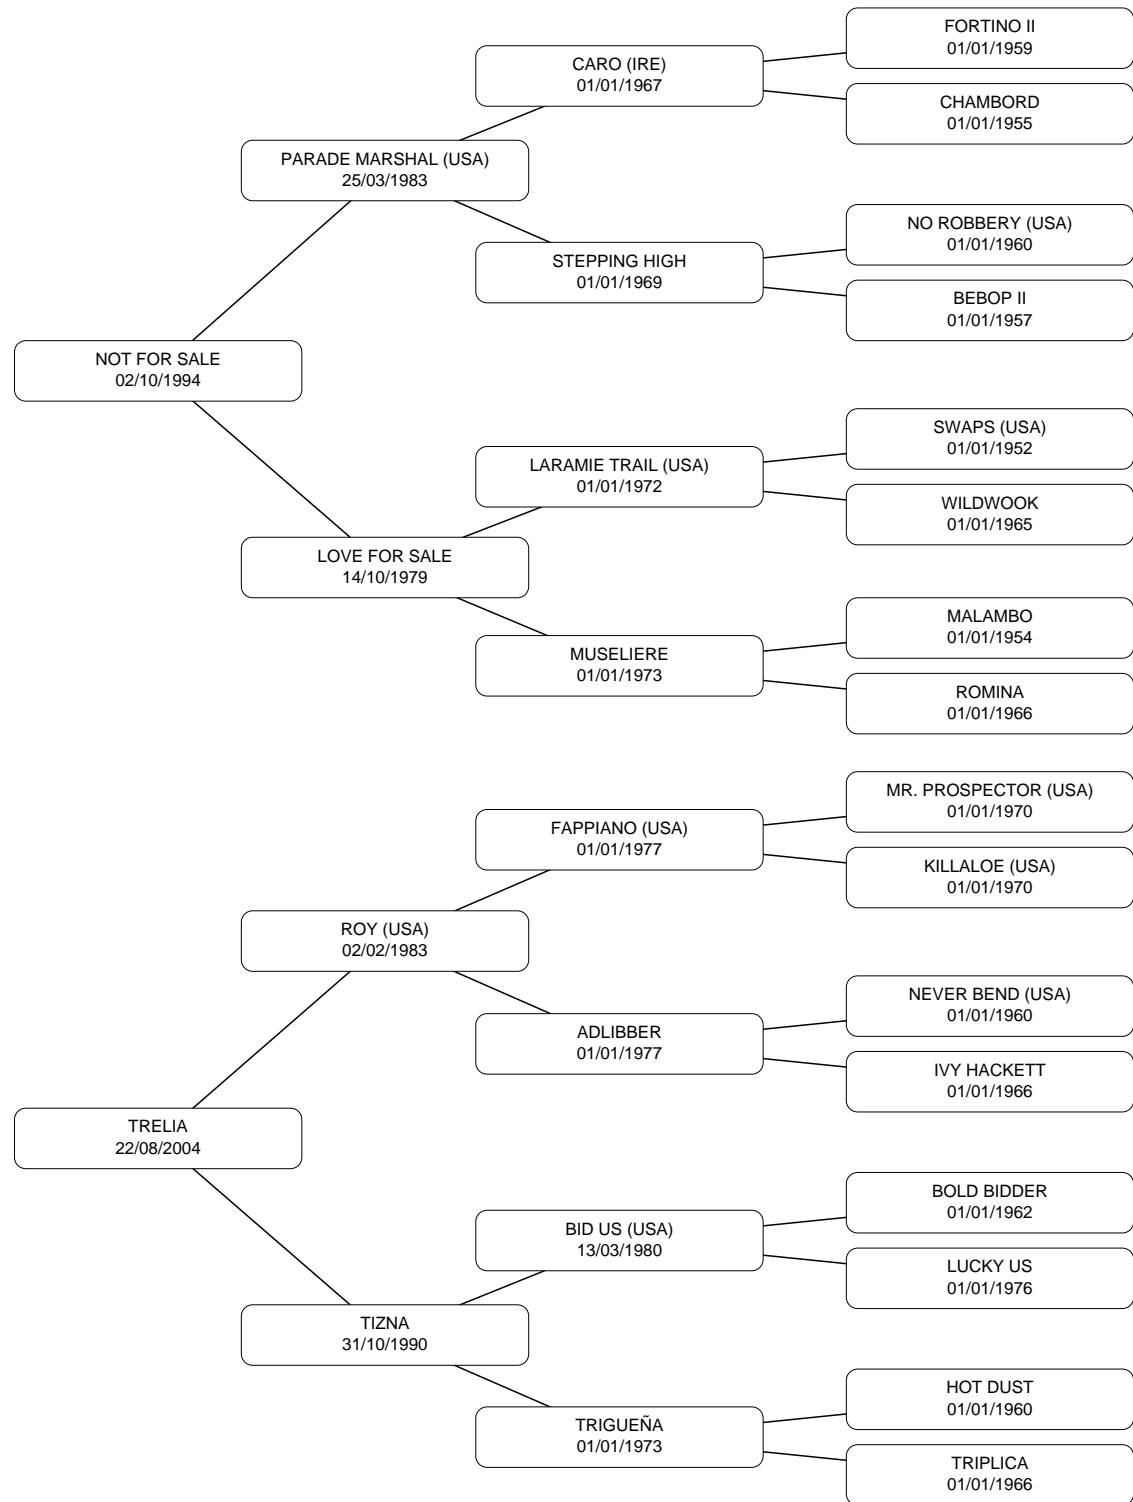 FORTINO II
01/01/1959
CARO (IRE)
01/01/1967
CHAMBORD
01/01/1955
PARADE MARSHAL (USA)
25/03/1983
NO ROBBERY (USA)
01/01/1960
STEPPING HIGH
01/01/1969
BEBOP II
01/01/1957
NOT FOR SALE
02/10/1994
SWAPS (USA)
01/01/1952
LARAMIE TRAIL (USA)
01/01/1972
WILDWOOK
01/01/1965
LOVE FOR SALE
14/10/1979
MALAMBO
01/01/1954
MUSELIERE
01/01/1973
ROMINA
01/01/1966
MR. PROSPECTOR (USA)
01/01/1970
FAPPIANO (USA)
01/01/1977
KILLALOE (USA)
01/01/1970
ROY (USA)
02/02/1983
NEVER BEND (USA)
01/01/1960
ADLIBBER
01/01/1977
IVY HACKETT
01/01/1966
TRELIA
22/08/2004
BOLD BIDDER
01/01/1962
BID US (USA)
13/03/1980
LUCKY US
01/01/1976
TIZNA
31/10/1990
HOT DUST
01/01/1960
TRIGUEÑA
01/01/1973
TRIPLICA
01/01/1966